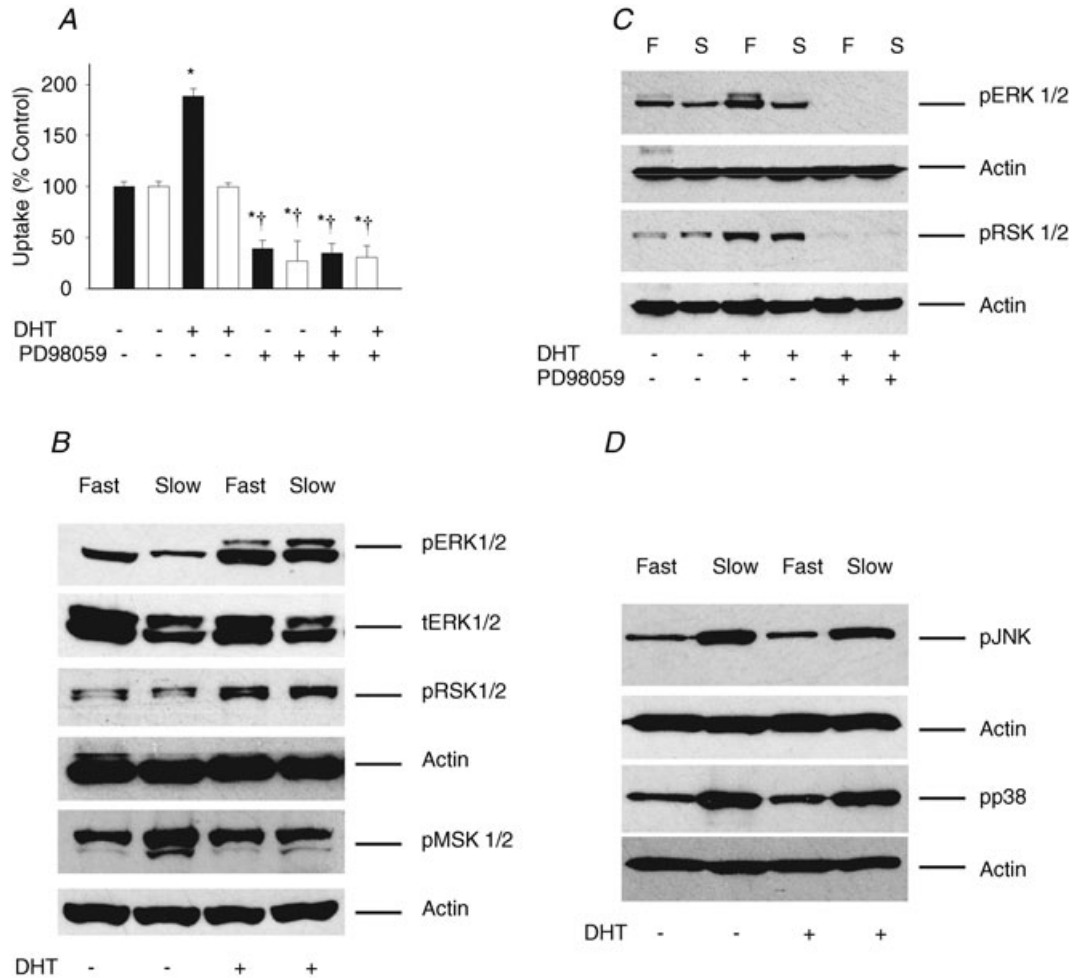 A
Uptake (% Control)
200
150
100
50
0
*
*† *† *† *†
DHT - - + + - - + +
PD98059 - - - - + + + +
B
Fast Slow Fast Slow
pERK1/2
tERK1/2
pRSK1/2
Actin
pMSK 1/2
Actin
DHT - - + +
C
F S F S F S
pERK 1/2
Actin
pRSK 1/2
Actin
DHT - - + + + +
PD98059 - - - - + +
D
Fast Slow Fast Slow
pJNK
Actin
pp38
Actin
DHT - - + +